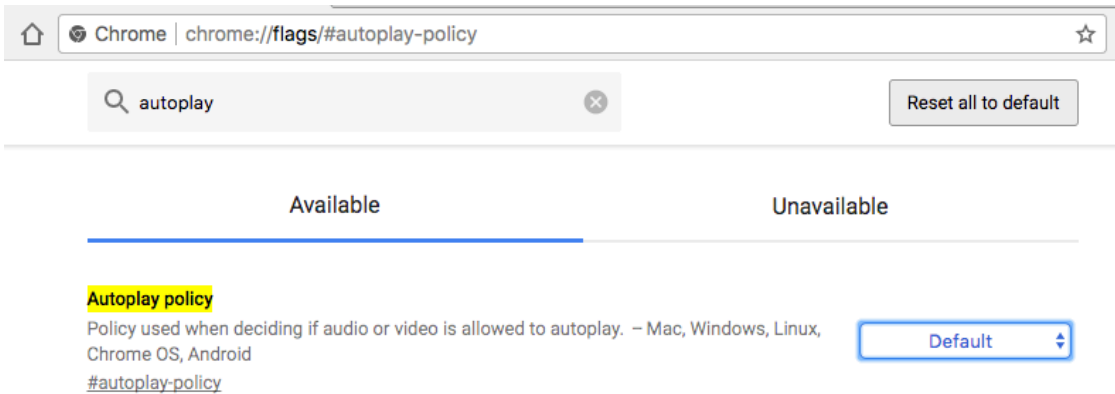 Chrome | chrome://flags/#autoplay-policy
autoplay
Reset all to default
Available
Unavailable
Autoplay policy
Policy used when deciding if audio or video is allowed to autoplay. – Mac, Windows, Linux,
Chrome OS, Android
Default
#autoplay-policy